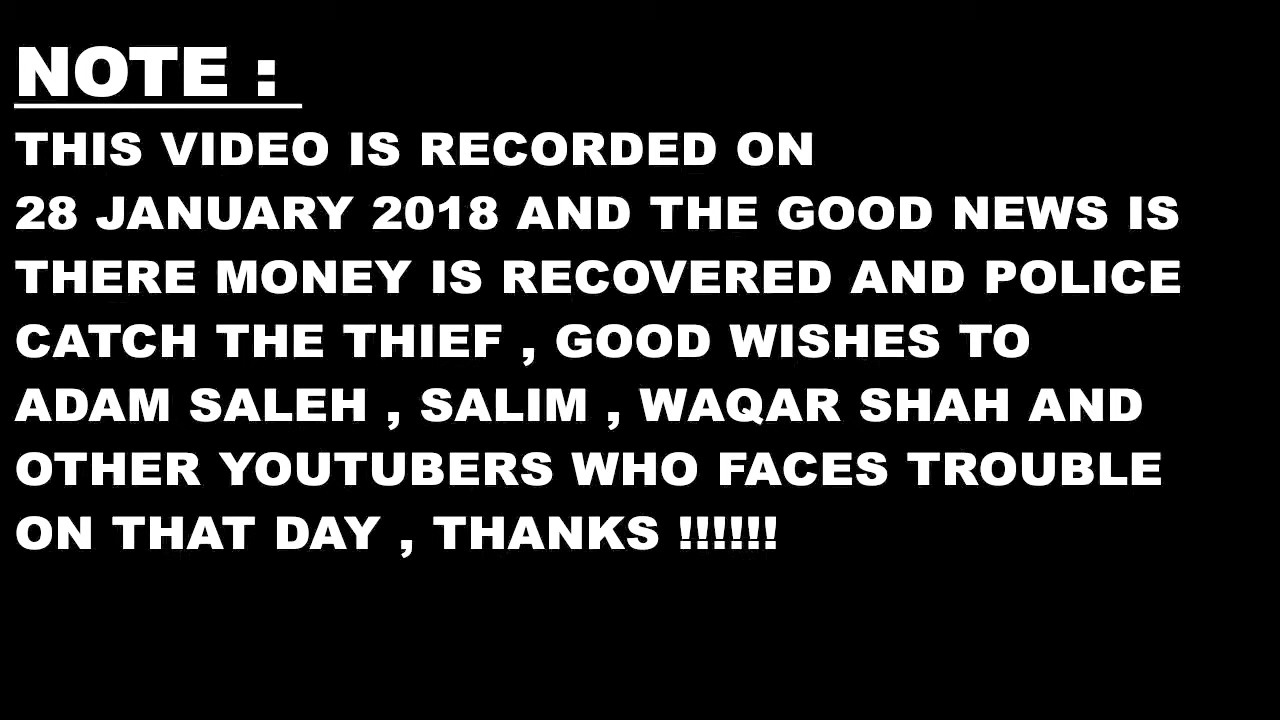 NOTE :
THIS VIDEO IS RECORDED ON
28 JANUARY 2018 AND THE GOOD NEWS IS
THERE MONEY IS RECOVERED AND POLICE
CATCH THE THIEF , GOOD WISHES TO
ADAM SALEH , SALIM , WAQAR SHAH AND
OTHER YOUTUBERS WHO FACES TROUBLE
ON THAT DAY , THANKS !!!!!!